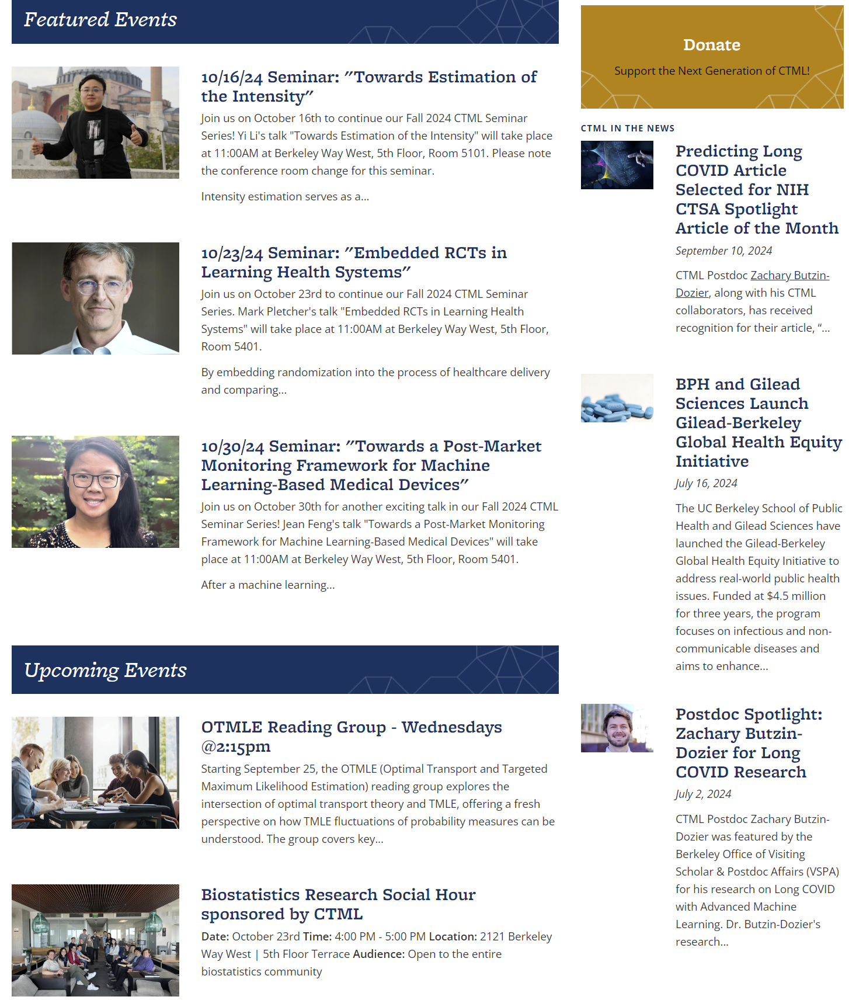 Featured Events
10/16/24 Seminar: "Towards Estimation of
the Intensity"
Join us on October 16th to continue our Fall 2024 CTML Seminar
Series! Yi Li's talk "Towards Estimation of the Intensity" will take place
at 11:00AM at Berkeley Way West, 5th Floor, Room 5101. Please note
the conference room change for this seminar.
Intensity estimation serves as a...
10/23/24 Seminar: "Embedded RCTs in
Learning Health Systems"
Join us on October 23rd to continue our Fall 2024 CTML Seminar
Series. Mark Pletcher's talk "Embedded RCTs in Learning Health
Systems" will take place at 11:00AM at Berkeley Way West, 5th Floor,
Room 5401.
By embedding randomization into the process of healthcare delivery
and comparing...
10/30/24 Seminar: "Towards a Post-Market
Monitoring Framework for Machine
Learning-Based Medical Devices"
Join us on October 30th for another exciting talk in our Fall 2024 CTML
Seminar Series! Jean Feng's talk "Towards a Post-Market Monitoring
Framework for Machine Learning-Based Medical Devices" will take
place at 11:00AM at Berkeley Way West, 5th Floor, Room 5401.
After a machine learning...
Upcoming Events
OTMLE Reading Group - Wednesdays
@2:15pm
Starting September 25, the OTMLE (Optimal Transport and Targeted
Maximum Likelihood Estimation) reading group explores the
intersection of optimal transport theory and TMLE, offering a fresh
perspective on how TMLE fluctuations of probability measures can be
understood. The group covers key...
Biostatistics Research Social Hour
sponsored by CTML
Date: October 23rd Time: 4:00 PM - 5:00 PM Location: 2121 Berkeley
Way West | 5th Floor Terrace Audience: Open to the entire
biostatistics community
Donate
Support the Next Generation of CTML!
CTML IN THE NEWS
Predicting Long
COVID Article
Selected for NIH
CTSA Spotlight
Article of the Month
September 10, 2024
CTML Postdoc Zachary Butzin-
Dozier, along with his CTML
collaborators, has received
recognition for their article, “...
BPH and Gilead
Sciences Launch
Gilead-Berkeley
Global Health Equity
Initiative
July 16, 2024
The UC Berkeley School of Public
Health and Gilead Sciences have
launched the Gilead-Berkeley
Global Health Equity Initiative to
address real-world public health
issues. Funded at $4.5 million
for three years, the program
focuses on infectious and non-
communicable diseases and
aims to enhance...
Postdoc Spotlight:
Zachary Butzin-
Dozier for Long
COVID Research
July 2, 2024
CTML Postdoc Zachary Butzin-
Dozier was featured by the
Berkeley Office of Visiting
Scholar & Postdoc Affairs (VSPA)
for his research on Long COVID
with Advanced Machine
Learning. Dr. Butzin-Dozier's
research...